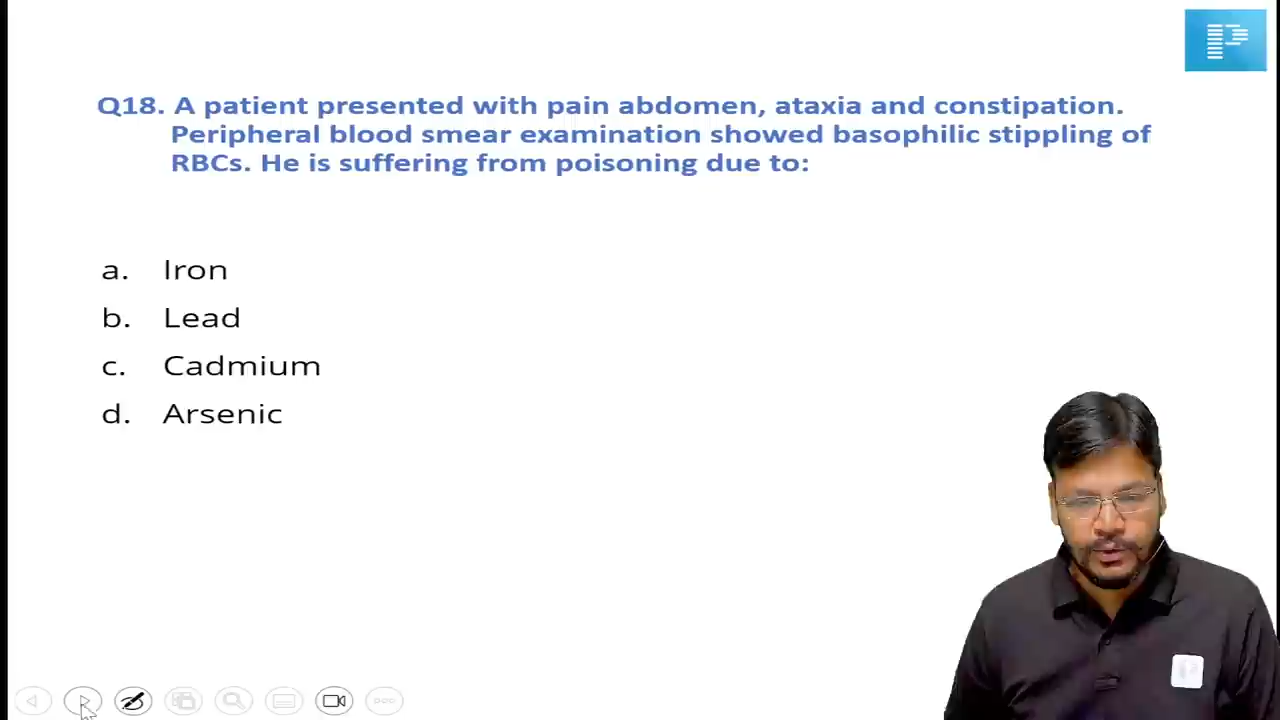 Q18. A patient presented with pain abdomen, ataxia and constipation.
Peripheral blood smear examination showed basophilic stippling of
RBCs. He is suffering from poisoning due to:
a. Iron
b. Lead
c. Cadmium
d. Arsenic